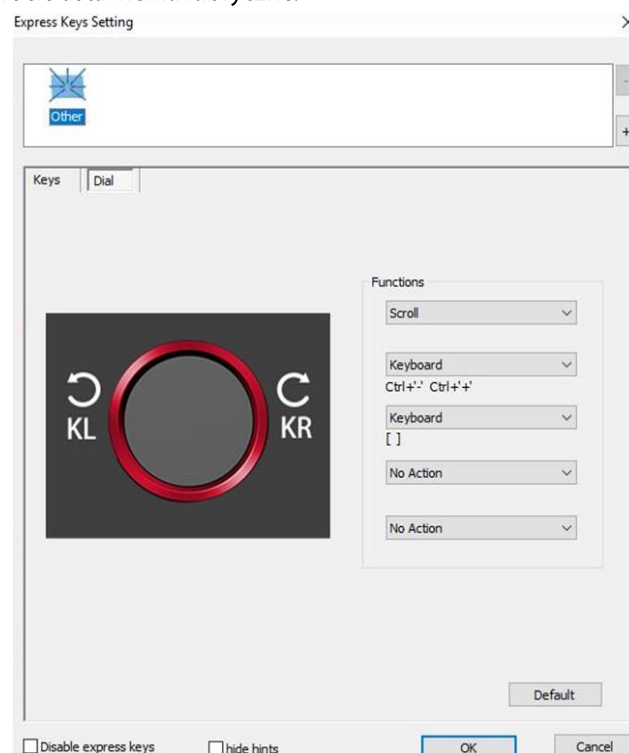 Express Keys Setting
Other
Keys
Dial
Functions
Scroll
Keyboard
Ctrl+'-' Ctrl+'+'
Keyboard
[ ]
No Action
No Action
KL
KR
Default
Disable express keys
hide hints
OK
Cancel